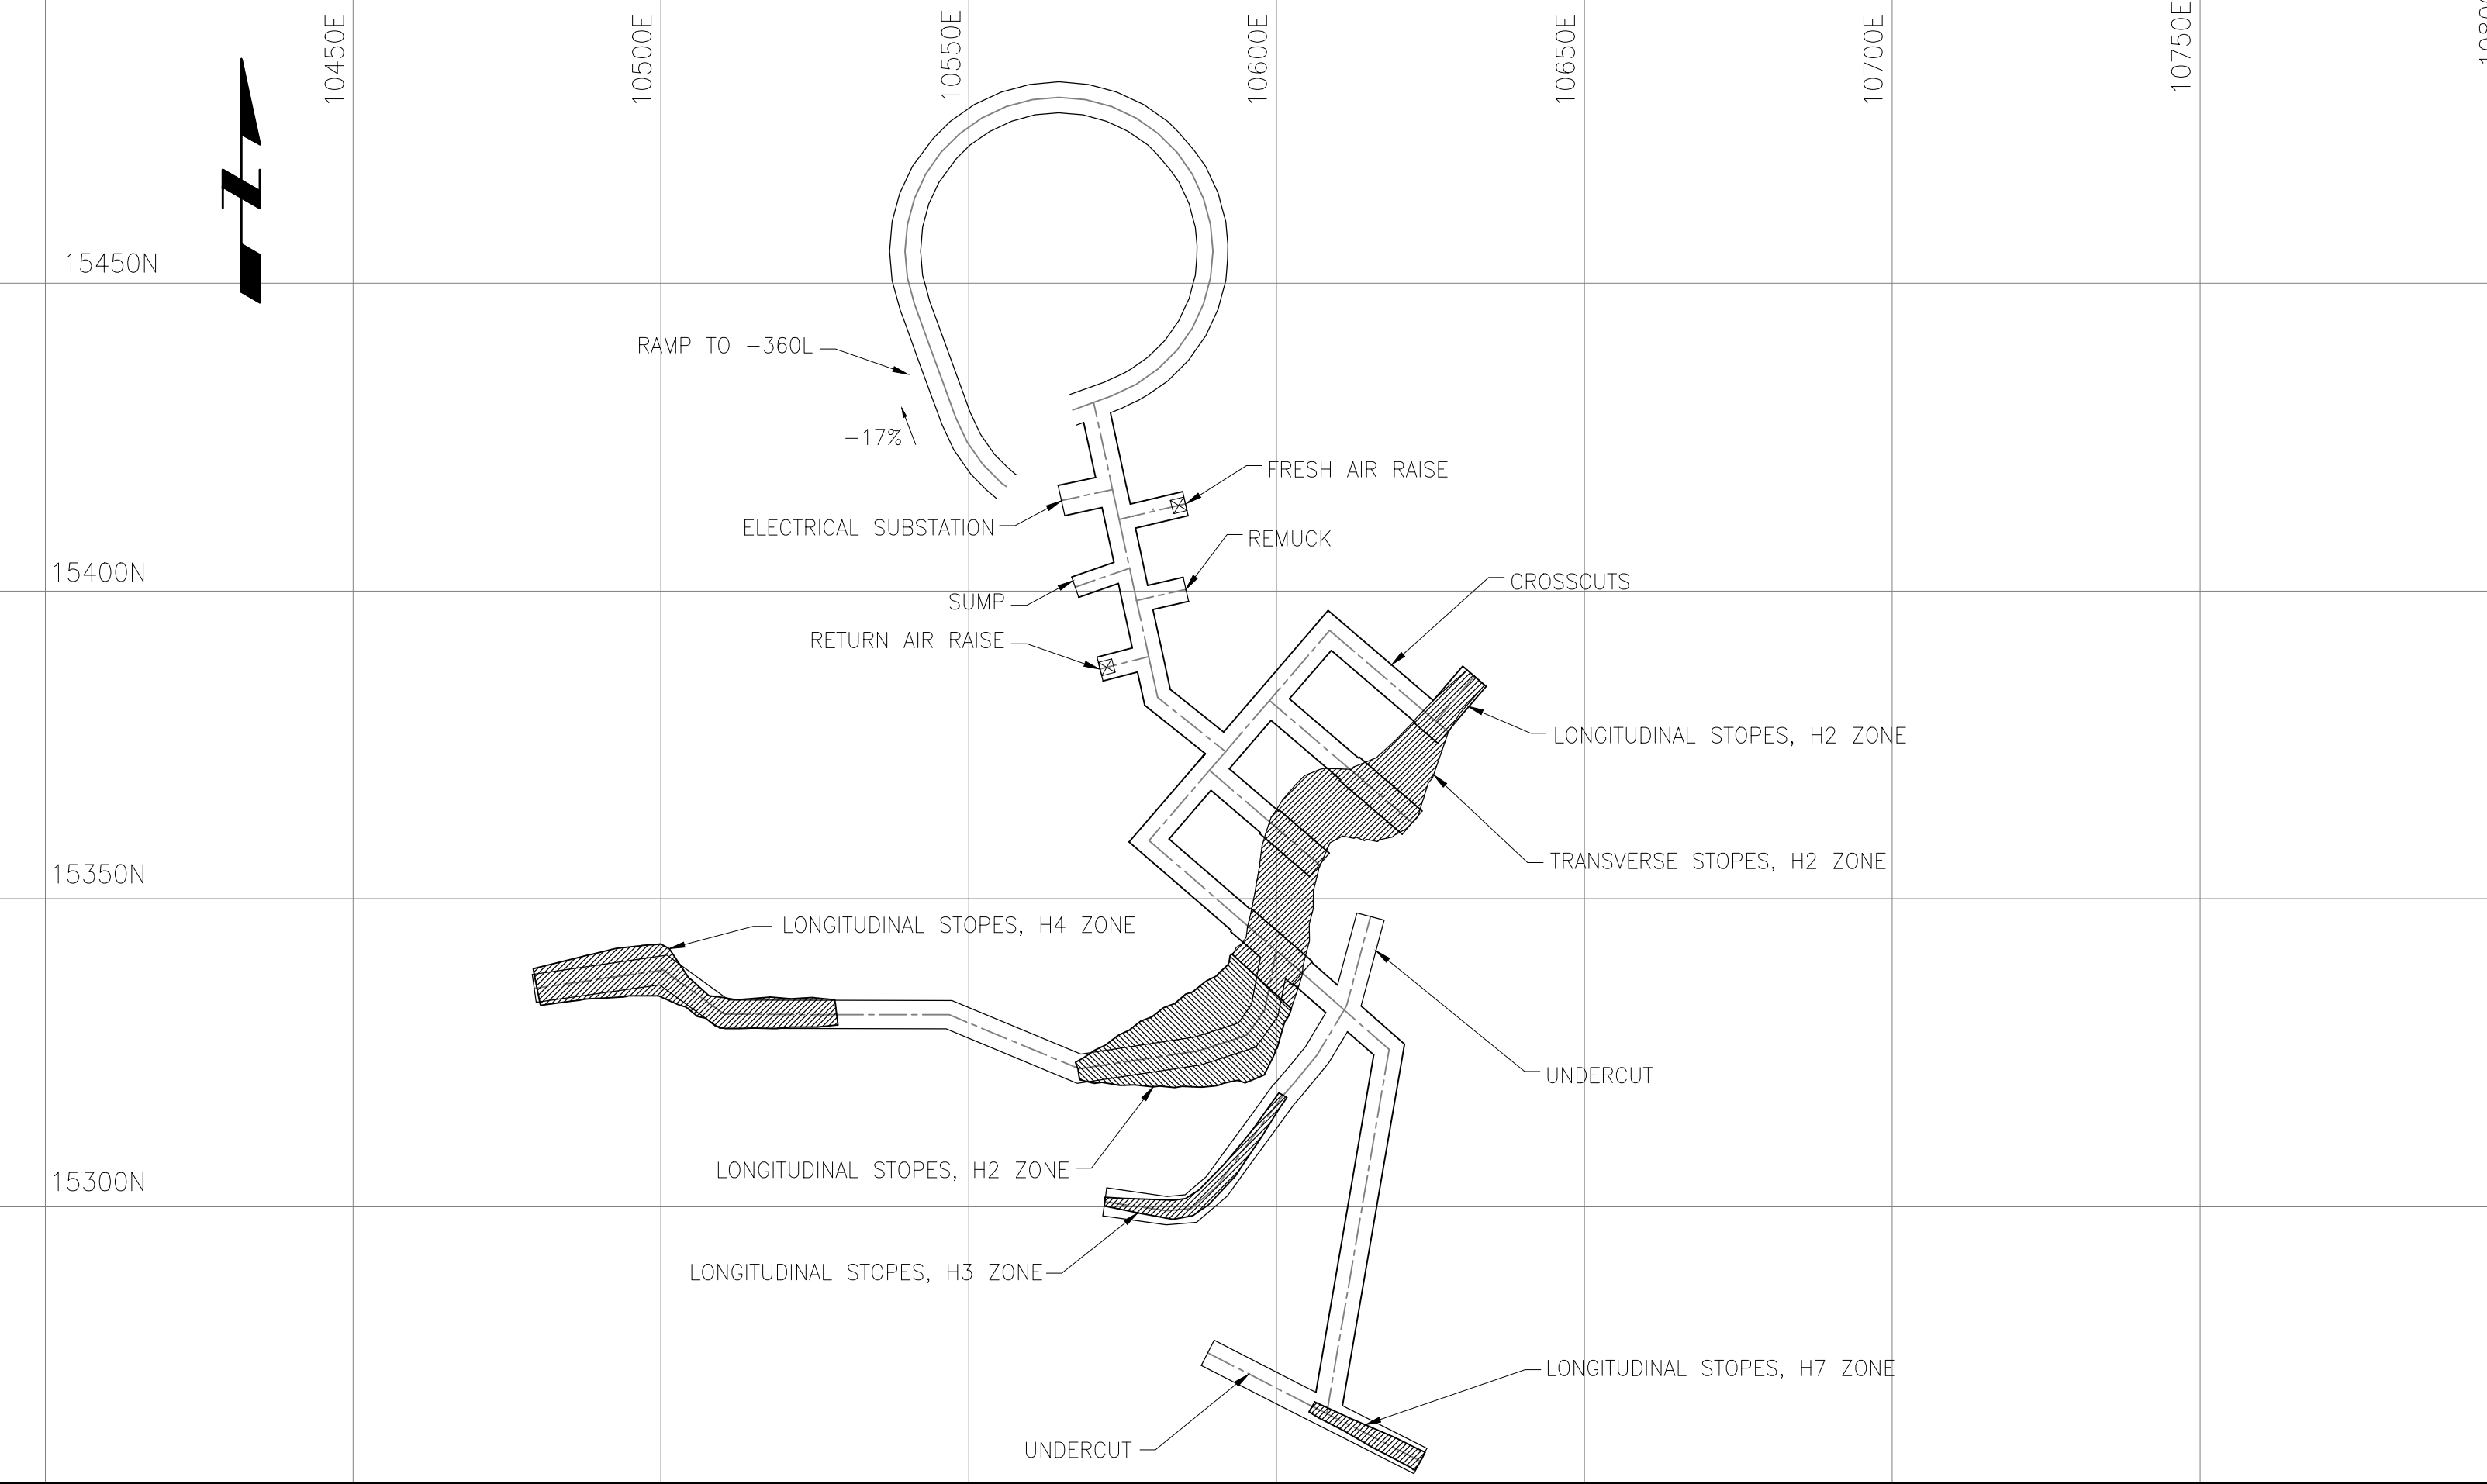 10450E
10500E
10550E
10600E
10650E
10700E
10750E
15450N
RAMP TO -360L
-17%
FRESH AIR RAISE
ELECTRICAL SUBSTATION
REMUCK
15400N
CROSSCUTS
SUMP
RETURN AIR RAISE
LONGITUDINAL STOPES, H2 ZONE
TRANSVERSE STOPES, H2 ZONE
15350N
LONGITUDINAL STOPES, H4 ZONE
UNDERCUT
LONGITUDINAL STOPES, H2 ZONE
15300N
LONGITUDINAL STOPES, H3 ZONE
LONGITUDINAL STOPES, H7 ZONE
UNDERCUT